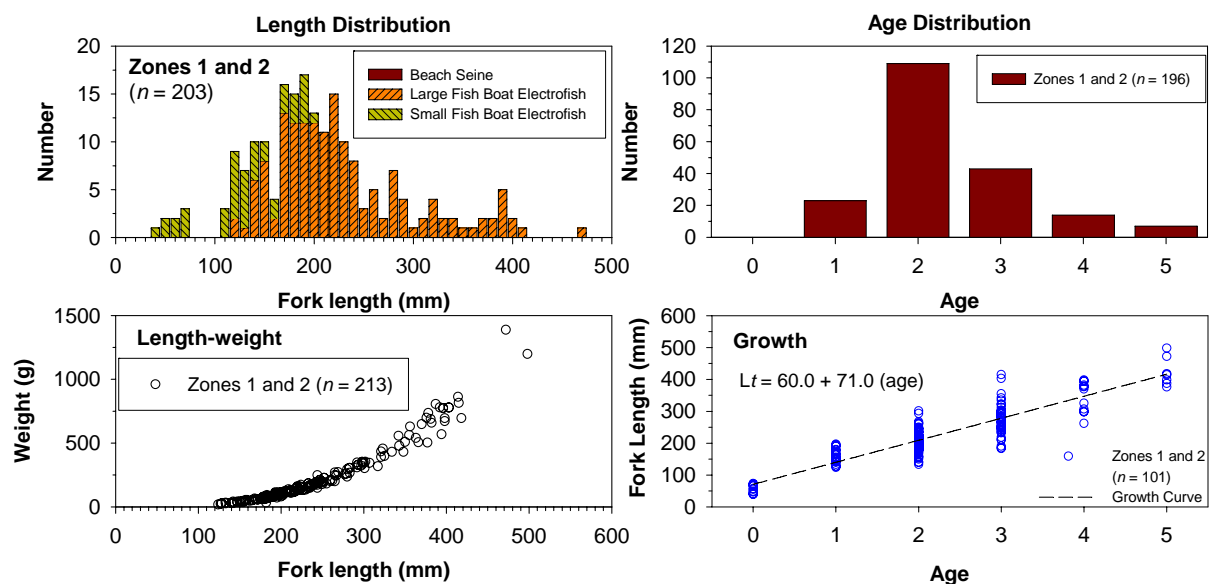 Length Distribution
20
15
10
5
0
Number
Zones 1 and 2
(n = 203)
Beach Seine
Large Fish Boat Electrofish
Small Fish Boat Electrofish
0 100 200 300 400 500
Fork length (mm)
Age Distribution
120
100
80
60
40
20
0
Number
Zones 1 and 2 (n = 196)
0 1 2 3 4 5
Age
1500
1000
500
0
Weight (g)
Length-weight
Zones 1 and 2 (n = 213)
0 100 200 300 400 500 600
Fork length (mm)
600
500
400
300
200
100
0
Fork Length (mm)
Growth
Lt = 60.0 + 71.0 (age)
Zones 1 and 2
(n = 101)
Growth Curve
0 1 2 3 4 5
Age